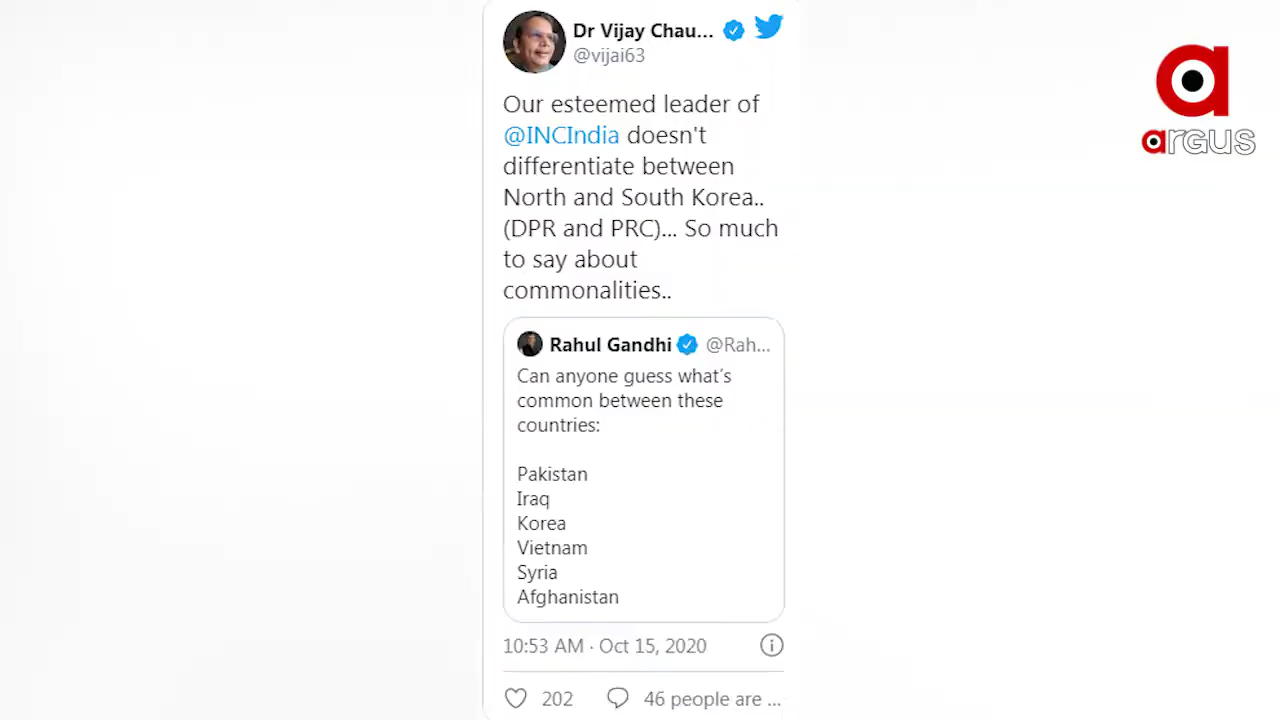 Dr Vijay Chau...
@vijai63
Our esteemed leader of
@INCIndia doesn't
differentiate between
North and South Korea..
(DPR and PRC)... So much
to say about
commonalities..
Rahul Gandhi @Rah...
Can anyone guess what's
common between these
countries:
Pakistan
Iraq
Korea
Vietnam
Syria
Afghanistan
10:53 AM · Oct 15, 2020
202 46 people are ...
a
argus